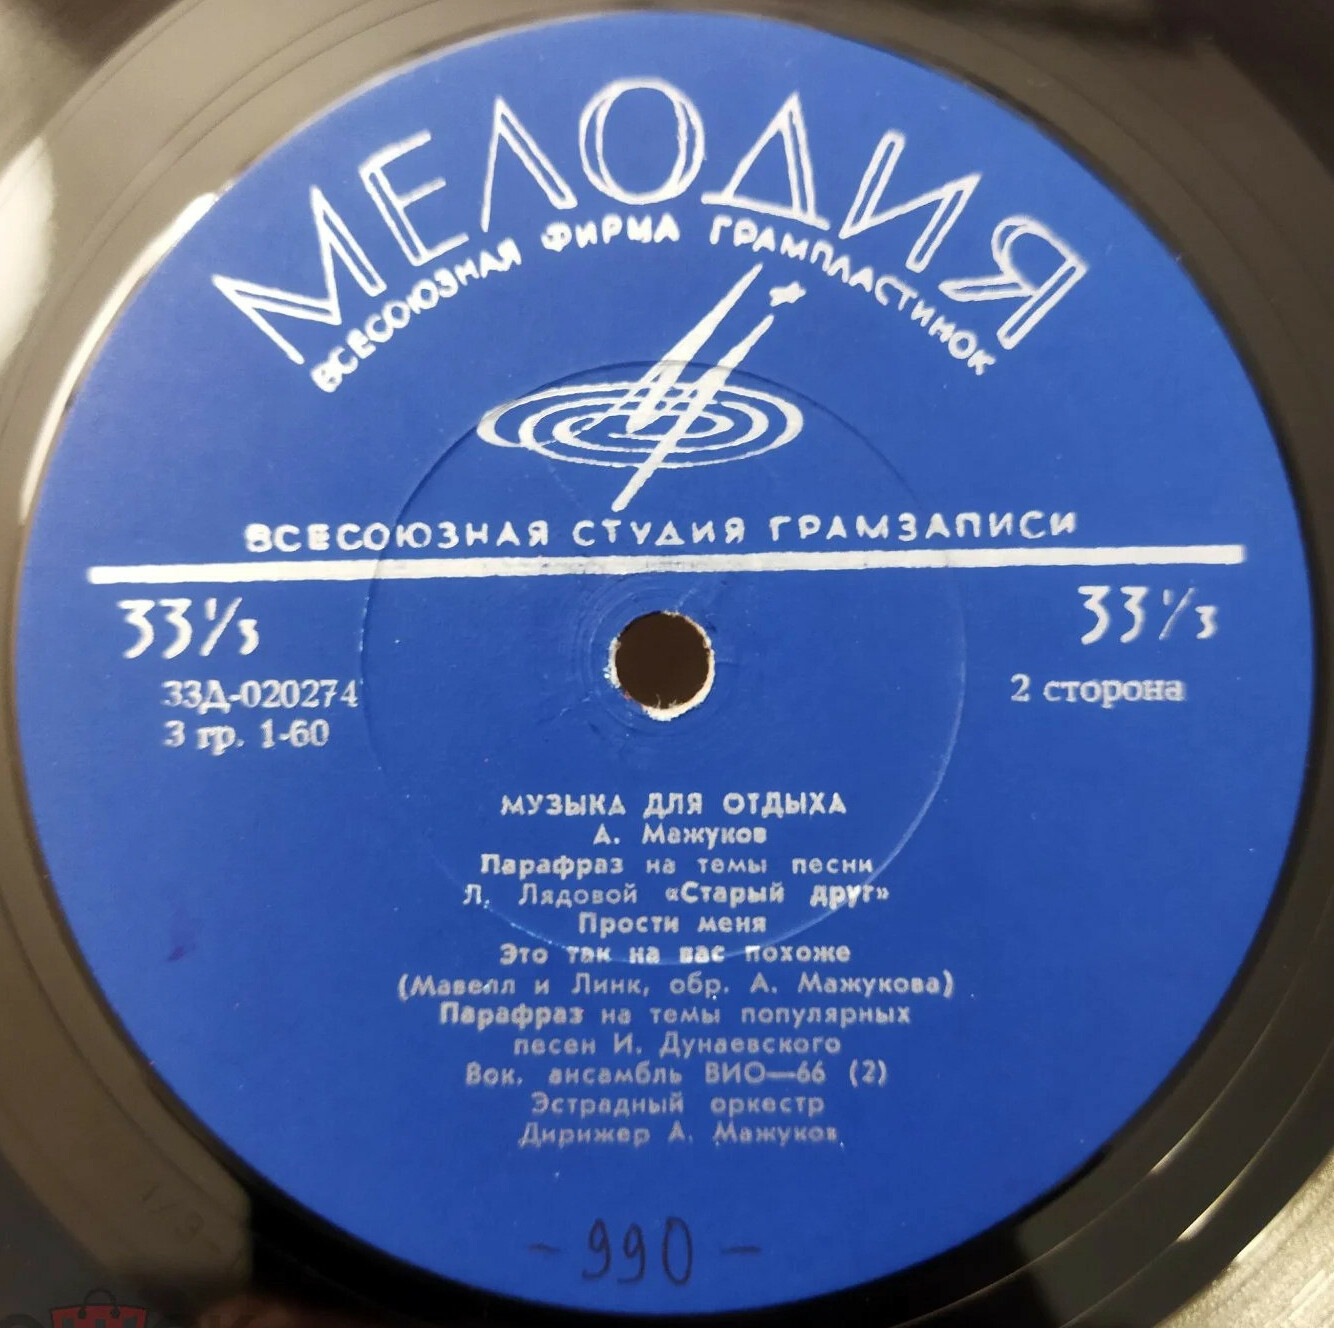 МЕЛОДИЯ
ВСЕСОЮЗНАЯ ФИРМА ГРАМПЛАСТИНОК
ВСЕСОЮЗНАЯ СТУДИЯ ГРАМЗАПИСИ
33⅓ 33⅓
33Д-020274 2 сторона
3 гр. 1-60
МУЗЫКА ДЛЯ ОТДЫХА
А. Мажуков
Парафраз на темы песни
Л. Лядовой «Старый друг»
Прости меня
Это так на вас похоже
(Мавелл и Линк, обр. А. Мажукова)
Парафраз на темы популярных
песен И. Дунаевского
Вок. ансамбль ВИО—66 (2)
Эстрадный оркестр
Дирижер А. Мажуков
- 990 -